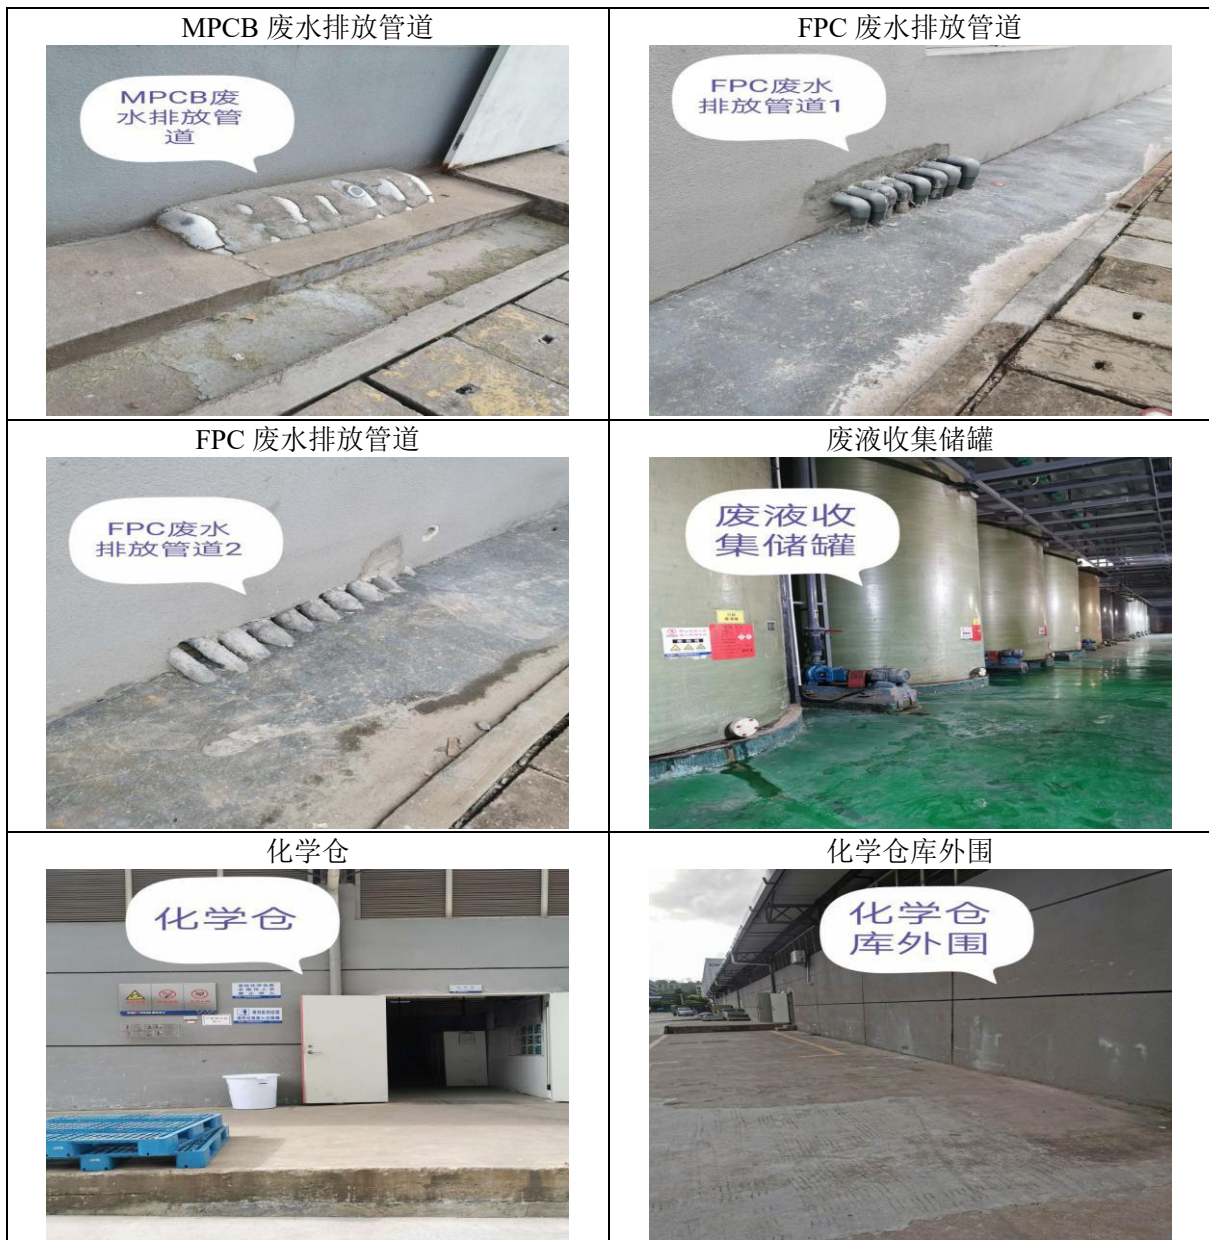 MPCB 废水排放管道
FPC 废水排放管道
MPCB废
水排放管
道
FPC废水
排放管道1
FPC 废水排放管道
废液收集储罐
FPC废水
排放管道2
废液收
集储罐
化学仓
化学仓库外围
化学仓
化学仓
库外围